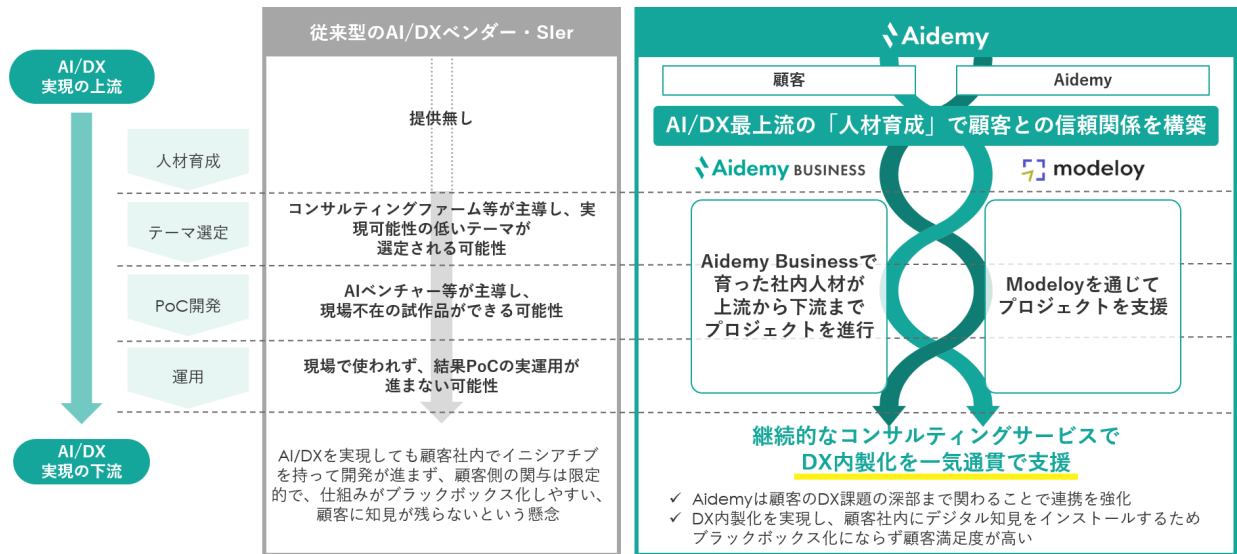 AI/DX
実現の上流
人材育成
テーマ選定
PoC開発
運用
AI/DX
実現の下流
従来型のAI/DXベンダー・SIer
提供無し
コンサルティングファーム等が主導し、実
現可能性の低いテーマが
選定される可能性
AIベンチャー等が主導し、
現場不在の試作品ができる可能性
現場で使われず、結果PoCの実運用が
進まない可能性
AI/DXを実現しても顧客社内でイニシアチブ
を持って開発が進まず、顧客側の関与は限定
的で、仕組みがブラックボックス化しやすい、
顧客に知見が残らないという懸念
Aidemy
顧客
Aidemy
AI/DX最上流の「人材育成」で顧客との信頼関係を構築
Aidemy BUSINESS
modeloy
Aidemy Businessで
育った社内人材が
上流から下流まで
プロジェクトを進行
Modeloyを通じて
プロジェクトを支援
継続的なコンサルティングサービスで
DX内製化を一気通貫で支援
✓ Aidemyは顧客のDX課題の深部まで関わることで連携を強化
✓ DX内製化を実現し、顧客社内にデジタル知見をインストールするため
ブラックボックス化にならず顧客満足度が高い